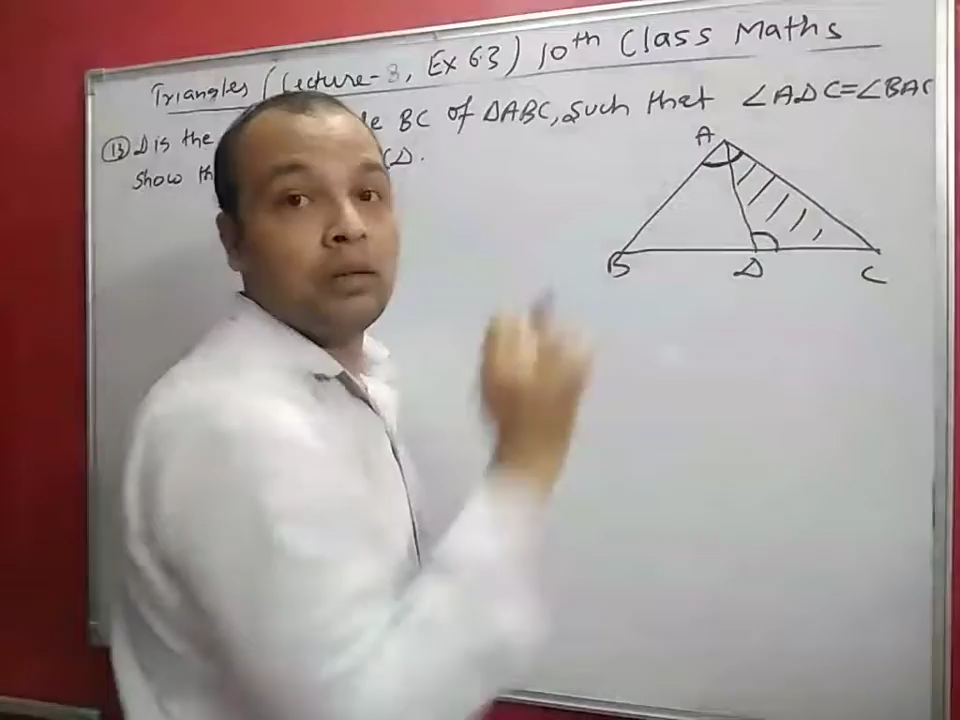 Triangles (Lecture-8, Ex 6.3) 10th Class Maths
(13) D is the BC of ΔABC, Such that ∠ADC=∠BAC
Show CD.
A
B D C